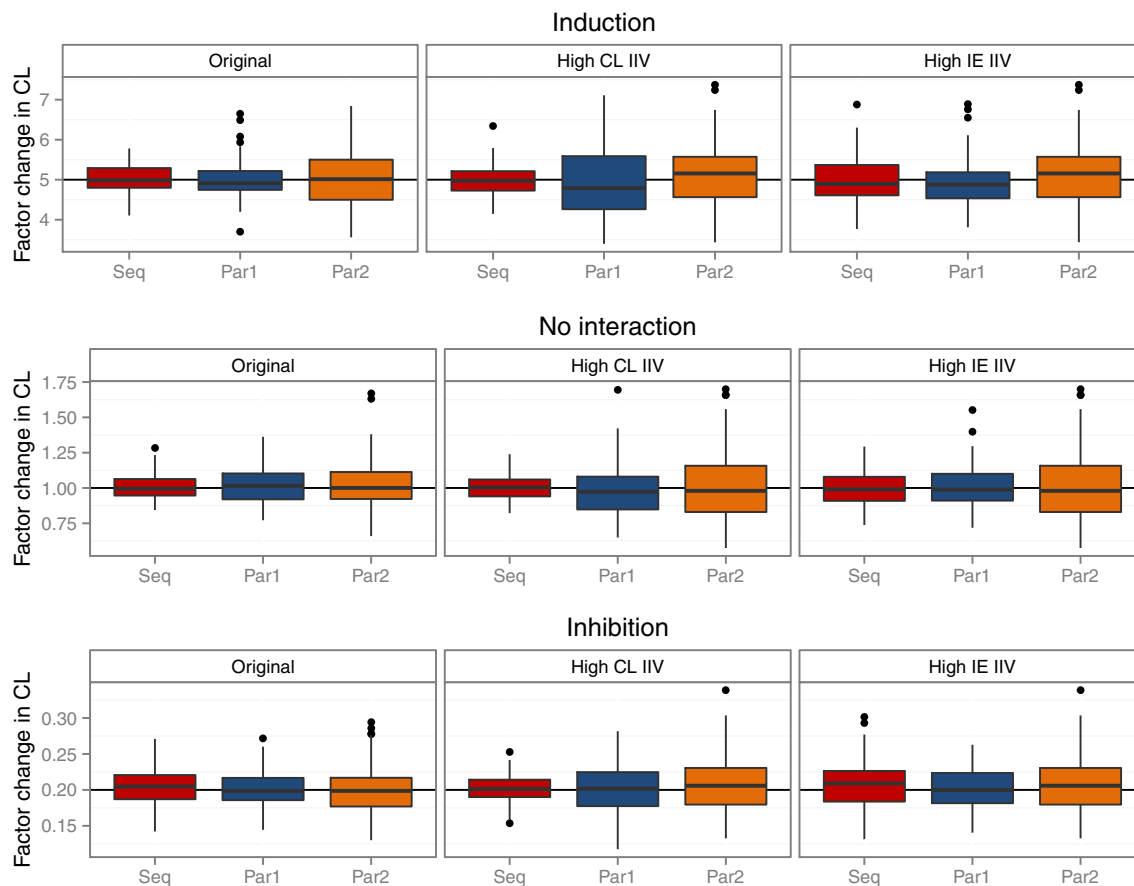 Induction
Original
High CL IIV
High IE IIV
Factor change in CL
7
6
5
4
Seq
Par1
Par2
Seq
Par1
Par2
Seq
Par1
Par2
No interaction
Original
High CL IIV
High IE IIV
Factor change in CL
1.75
1.50
1.25
1.00
0.75
Seq
Par1
Par2
Seq
Par1
Par2
Seq
Par1
Par2
Inhibition
Original
High CL IIV
High IE IIV
Factor change in CL
0.30
0.25
0.20
0.15
Seq
Par1
Par2
Seq
Par1
Par2
Seq
Par1
Par2